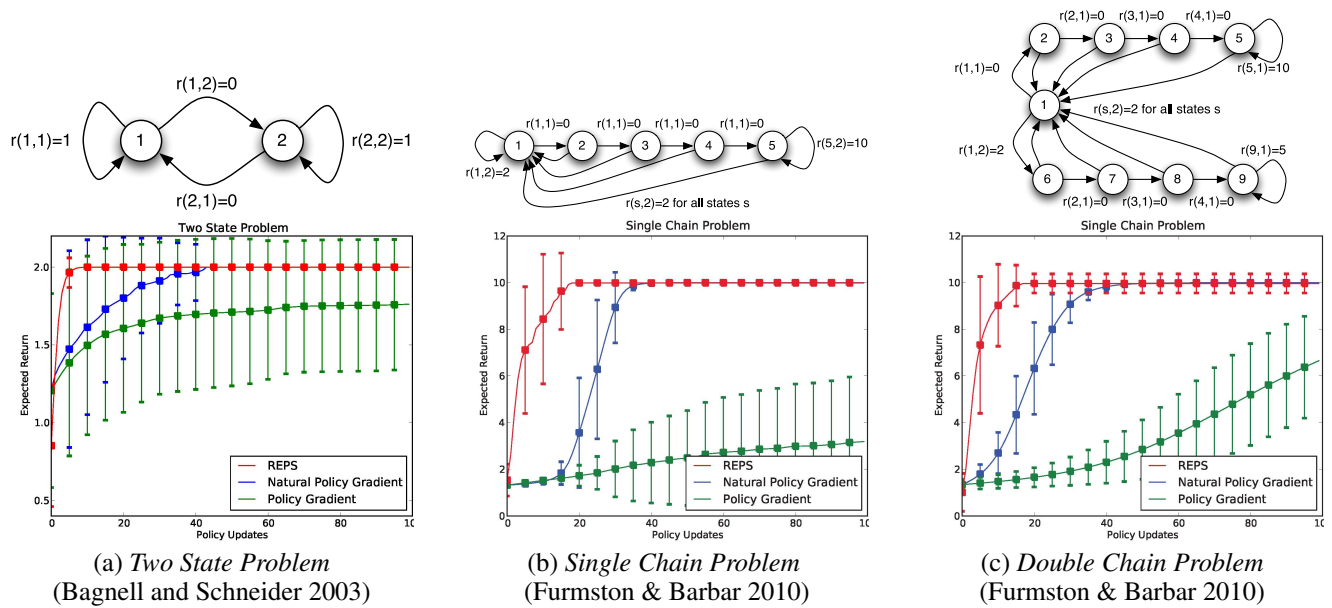 r(1,2)=0
r(1,1)=1
1
2
r(2,2)=1
r(2,1)=0
Two State Problem
Expected Return
2.0
1.5
1.0
0.5
REPS
Natural Policy Gradient
Policy Gradient
0 20 40 60 80 10
Policy Updates
(a) Two State Problem
(Bagnell and Schneider 2003)
r(1,1)=0 r(1,1)=0 r(1,1)=0 r(1,1)=0
1 2 3 4 5
r(5,2)=10
r(1,2)=2
r(s,2)=2 for all states s
Single Chain Problem
Expected Return
12
10
8
6
4
2
0
REPS
Natural Policy Gradient
Policy Gradient
0 20 40 60 80 10
Policy Updates
(b) Single Chain Problem
(Furmston & Barbar 2010)
r(2,1)=0 r(3,1)=0 r(4,1)=0
2 3 4 5
r(1,1)=0
r(5,1)=10
1
r(s,2)=2 for all states s
r(1,2)=2
r(9,1)=5
6 7 8 9
r(2,1)=0 r(3,1)=0 r(4,1)=0
Single Chain Problem
Expected Return
12
10
8
6
4
2
0
REPS
Natural Policy Gradient
Policy Gradient
0 20 40 60 80 10
Policy Updates
(c) Double Chain Problem
(Furmston & Barbar 2010)